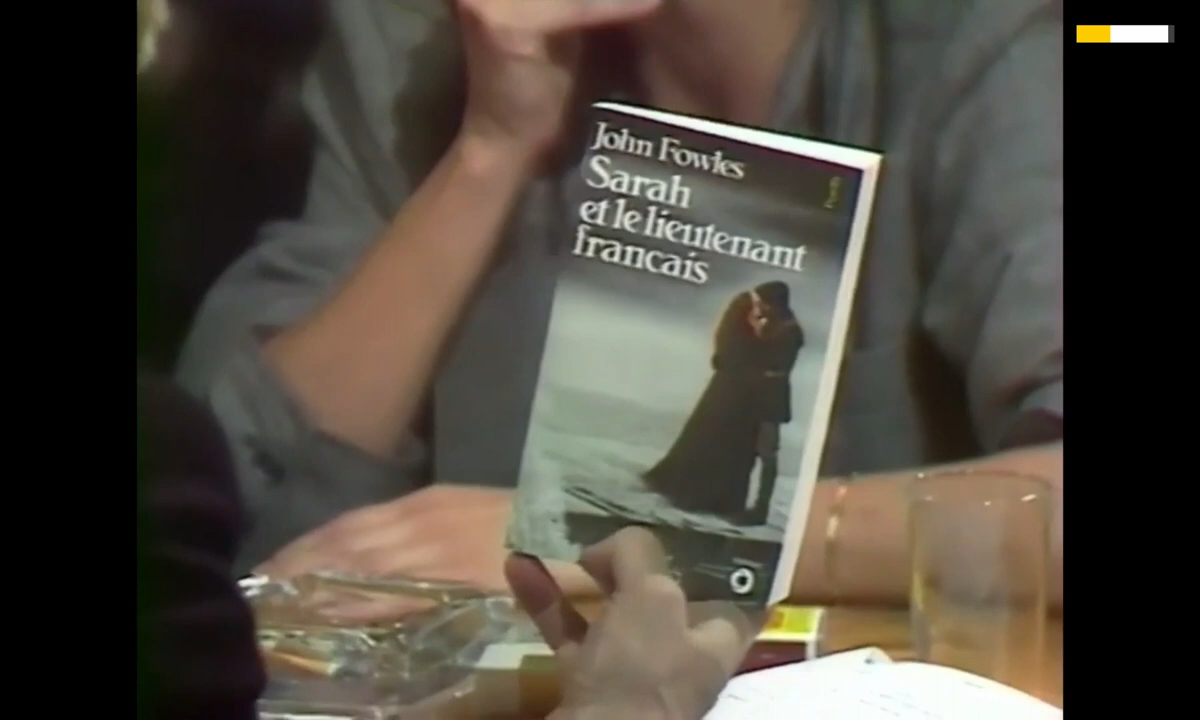 John Fowles
Sarah
et le lieutenant
francais